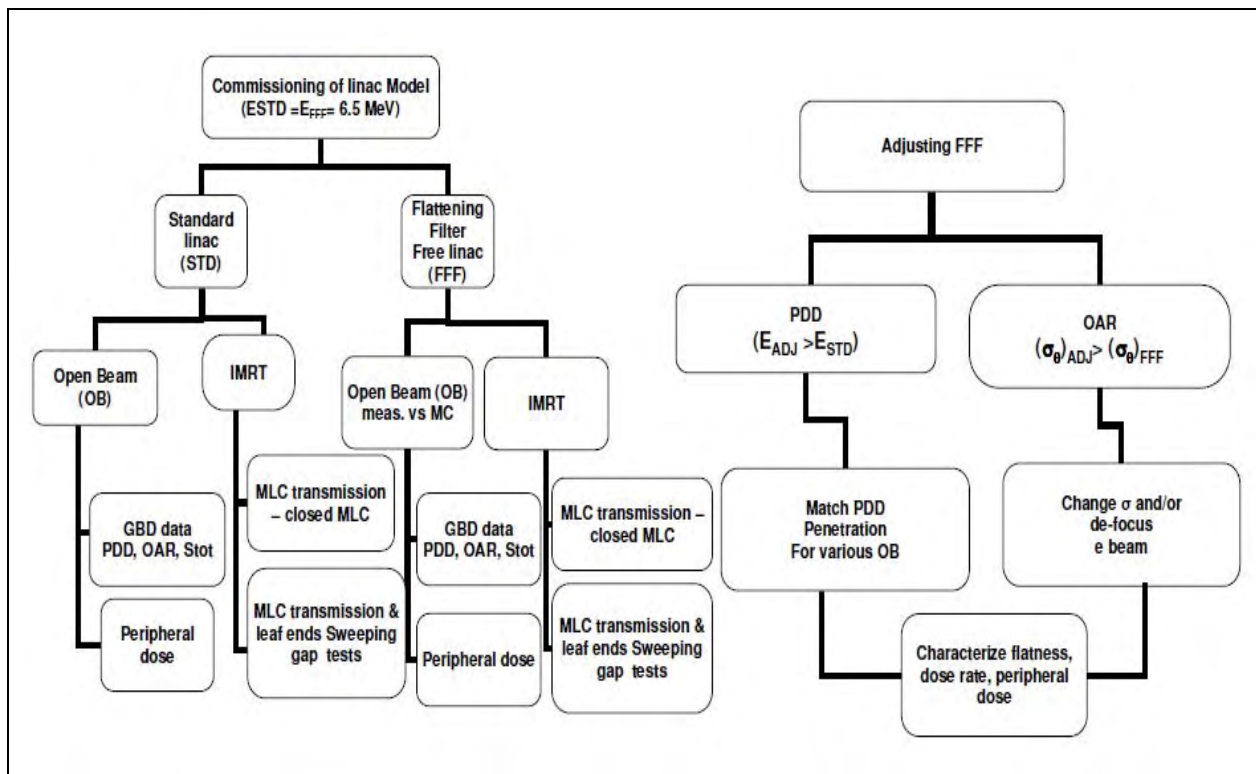 Commissioning of linac Model
(ESTD =EFFF= 6.5 MeV)
Standard
linac
(STD)
Flattening
Filter
Free linac
(FFF)
Open Beam
(OB)
IMRT
Open Beam (OB)
meas. vs MC
IMRT
GBD data
PDD, OAR, Stot
MLC transmission
– closed MLC
GBD data
PDD, OAR, Stot
MLC transmission –
closed MLC
Peripheral
dose
MLC transmission &
leaf ends Sweeping
gap tests
Peripheral dose
MLC transmission &
leaf ends Sweeping
gap tests
Adjusting FFF
PDD
(EADJ >ESTD)
OAR
(σθ)ADJ> (σθ)FFF
Match PDD
Penetration
For various OB
Change σ and/or
de-focus
e beam
Characterize flatness,
dose rate, peripheral
dose